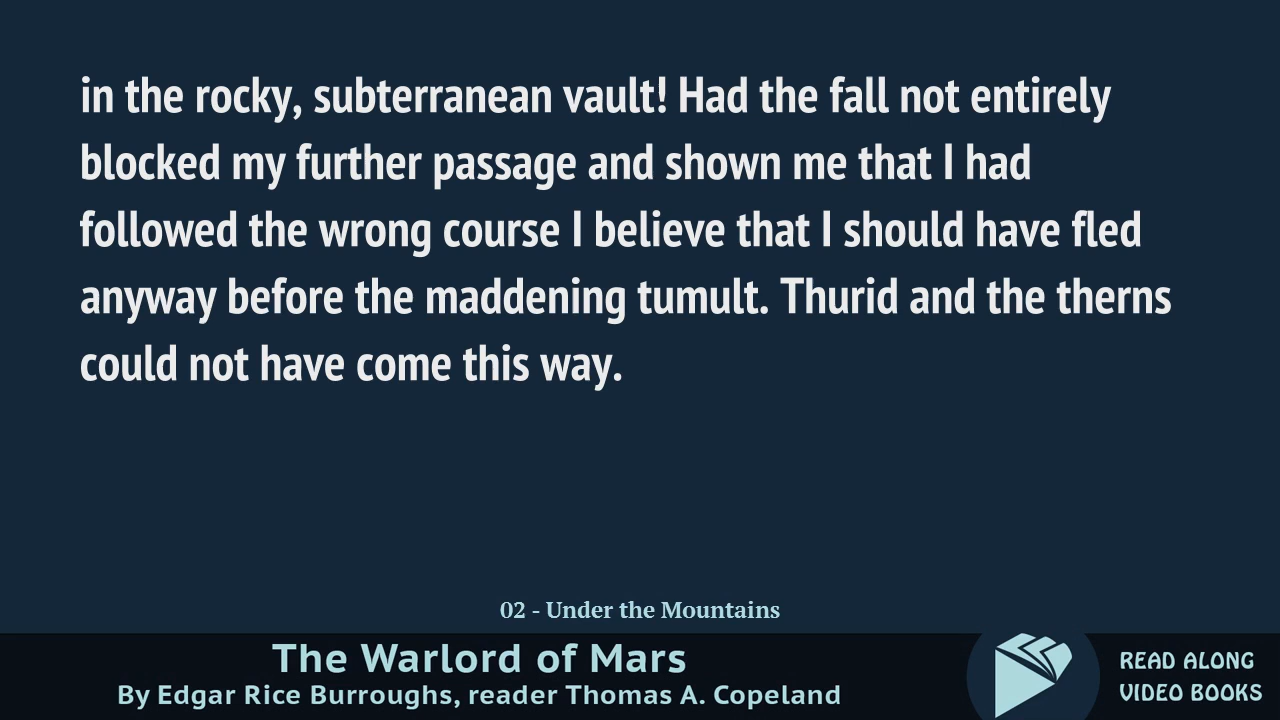 in the rocky, subterranean vault! Had the fall not entirely
blocked my further passage and shown me that I had
followed the wrong course I believe that I should have fled
anyway before the maddening tumult. Thurid and the therns
could not have come this way.
02 - Under the Mountains
The Warlord of Mars
By Edgar Rice Burroughs, reader Thomas A. Copeland
READ ALONG
VIDEO BOOKS